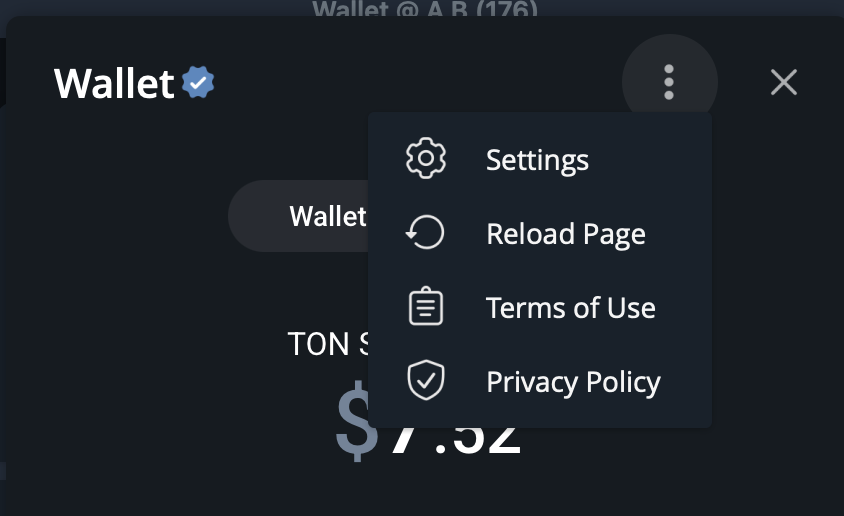 Wallet @ A B (176)
Wallet
Settings
Wallet
Reload Page
Terms of Use
TON
Privacy Policy
$7.52